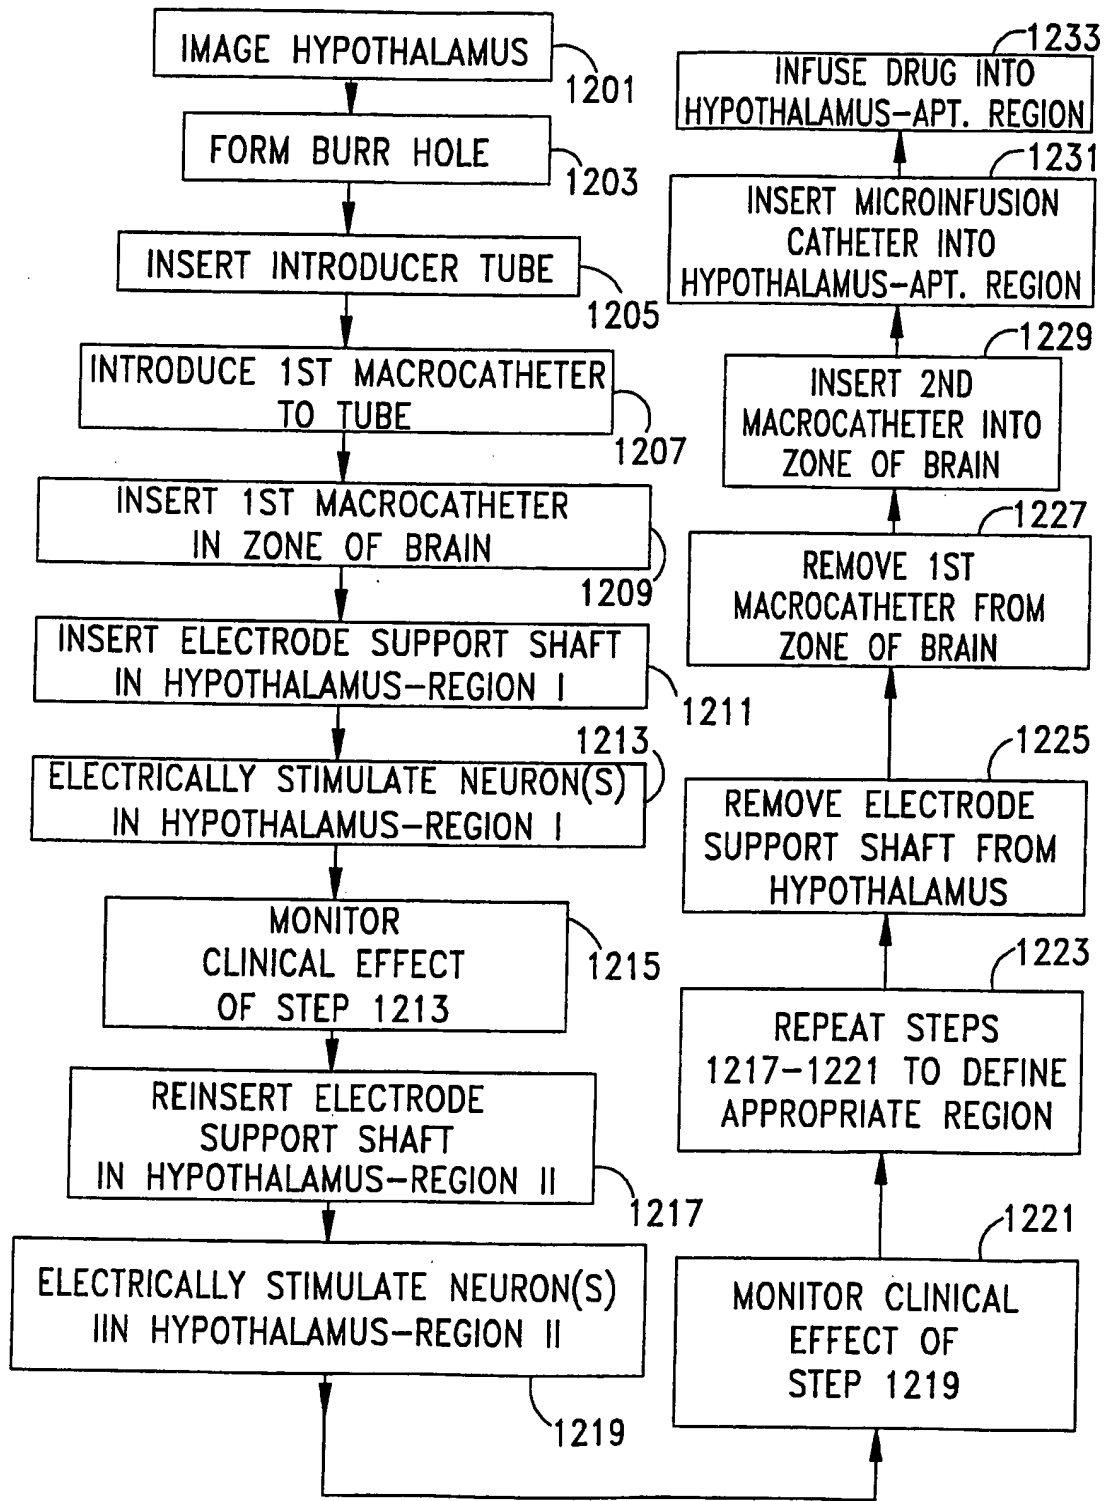 IMAGE HYPOTHALAMUS
1201
FORM BURR HOLE
1203
INSERT INTRODUCER TUBE
1205
INTRODUCE 1ST MACROCATHETER
TO TUBE
1207
INSERT 1ST MACROCATHETER
IN ZONE OF BRAIN
1209
INSERT ELECTRODE SUPPORT SHAFT
IN HYPOTHALAMUS-REGION I
1211
1213
ELECTRICALLY STIMULATE NEURON(S)
IN HYPOTHALAMUS-REGION I
MONITOR
CLINICAL EFFECT
OF STEP 1213
1215
REINSERT ELECTRODE
SUPPORT SHAFT
IN HYPOTHALAMUS-REGION II
1217
ELECTRICALLY STIMULATE NEURON(S)
IIN HYPOTHALAMUS-REGION II
1219
1221
MONITOR CLINICAL
EFFECT OF
STEP 1219
1223
REPEAT STEPS
1217-1221 TO DEFINE
APPROPRIATE REGION
1225
REMOVE ELECTRODE
SUPPORT SHAFT FROM
HYPOTHALAMUS
1227
REMOVE 1ST
MACROCATHETER FROM
ZONE OF BRAIN
1229
INSERT 2ND
MACROCATHETER INTO
ZONE OF BRAIN
1231
INSERT MICROINFUSION
CATHETER INTO
HYPOTHALAMUS-APT. REGION
1233
INFUSE DRUG INTO
HYPOTHALAMUS-APT. REGION